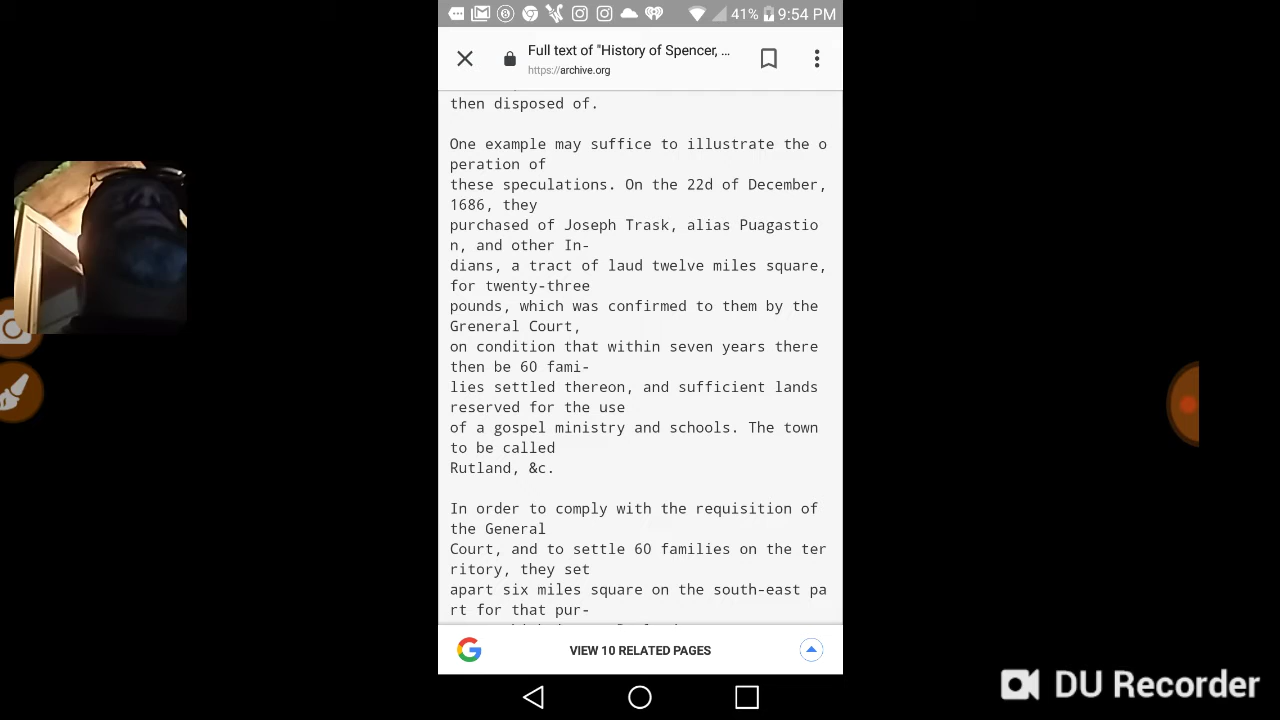 41% 9:54 PM
Full text of "History of Spencer, ...
https://archive.org
then disposed of.
One example may suffice to illustrate the o
peration of
these speculations. On the 22d of December,
1686, they
purchased of Joseph Trask, alias Puagastio
n, and other In-
dians, a tract of laud twelve miles square,
for twenty-three
pounds, which was confirmed to them by the
Greneral Court,
on condition that within seven years there
then be 60 fami-
lies settled thereon, and sufficient lands
reserved for the use
of a gospel ministry and schools. The town
to be called
Rutland, &c.
In order to comply with the requisition of
the General
Court, and to settle 60 families on the ter
ritory, they set
apart six miles square on the south-east pa
rt for that pur-
VIEW 10 RELATED PAGES
DU Recorder